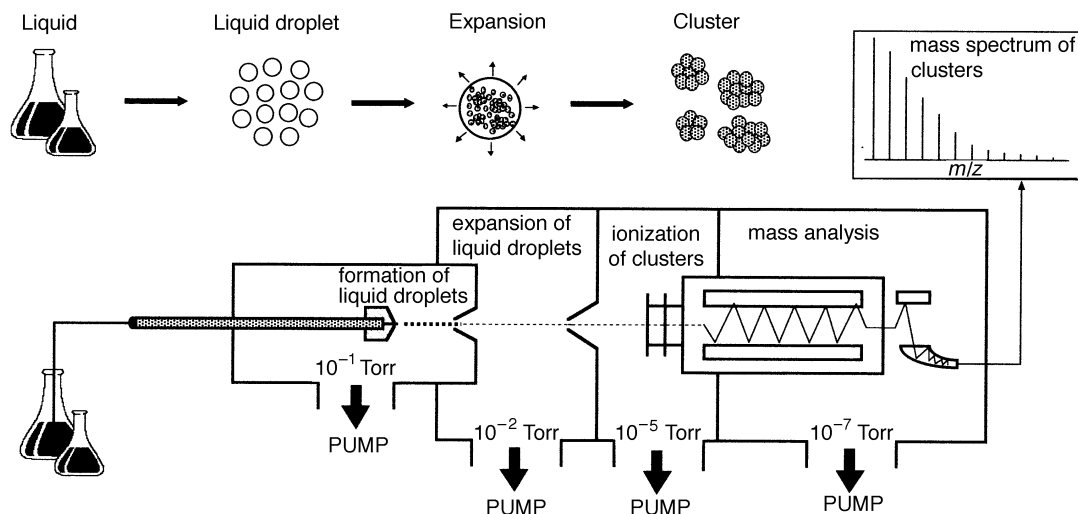 Liquid
Liquid droplet
Expansion
Cluster
mass spectrum of
clusters
m/z
expansion of
liquid droplets
ionization
of clusters
mass analysis
formation of
liquid droplets
10⁻¹ Torr
PUMP
10⁻² Torr
10⁻⁵ Torr
10⁻⁷ Torr
PUMP
PUMP
PUMP